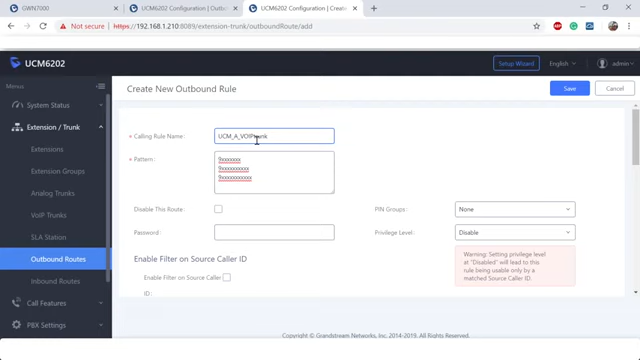 GWN7000
UCM6202 Configuration | Outb
UCM6202 Configuration | Create
Not secure https://192.168.1.210:8089/extension-trunk/outboundRoute/add
UCM6202
Setup Wizard
English
admin
Menus
Create New Outbound Rule
Save
Cancel
System Status
Extension / Trunk
Extensions
Extension Groups
Analog Trunks
VoIP Trunks
SLA Station
Outbound Routes
Inbound Routes
Call Features
PBX Settings
* Calling Rule Name:
UCM_A_VOIPtrunk
* Pattern:
9xxxxxxx
9xxxxxxxxxx
9xxxxxxxxxxx
Disable This Route:
PIN Groups:
None
Password:
Privilege Level:
Disable
Warning: Setting privilege level
at "Disabled" will lead to this
rule being usable only by a
matched Source Caller ID.
Enable Filter on Source Caller ID
Enable Filter on Source Caller
ID:
Copyright © Grandstream Networks, Inc. 2014-2019. All Rights Reserved.